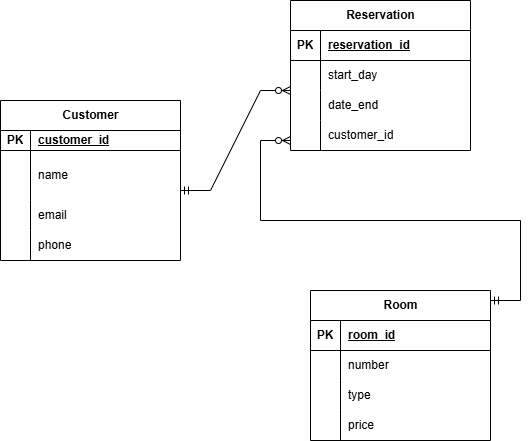 Reservation
PK reservation_id
start_day
date_end
customer_id
Customer
PK customer_id
name
email
phone
Room
PK room_id
number
type
price